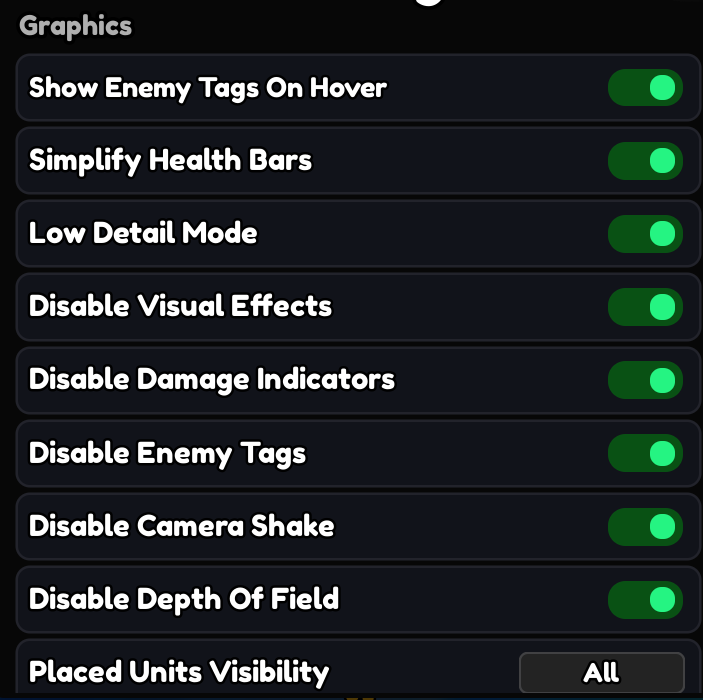 Graphics
Show Enemy Tags On Hover
Simplify Health Bars
Low Detail Mode
Disable Visual Effects
Disable Damage Indicators
Disable Enemy Tags
Disable Camera Shake
Disable Depth Of Field
Placed Units Visibility
All